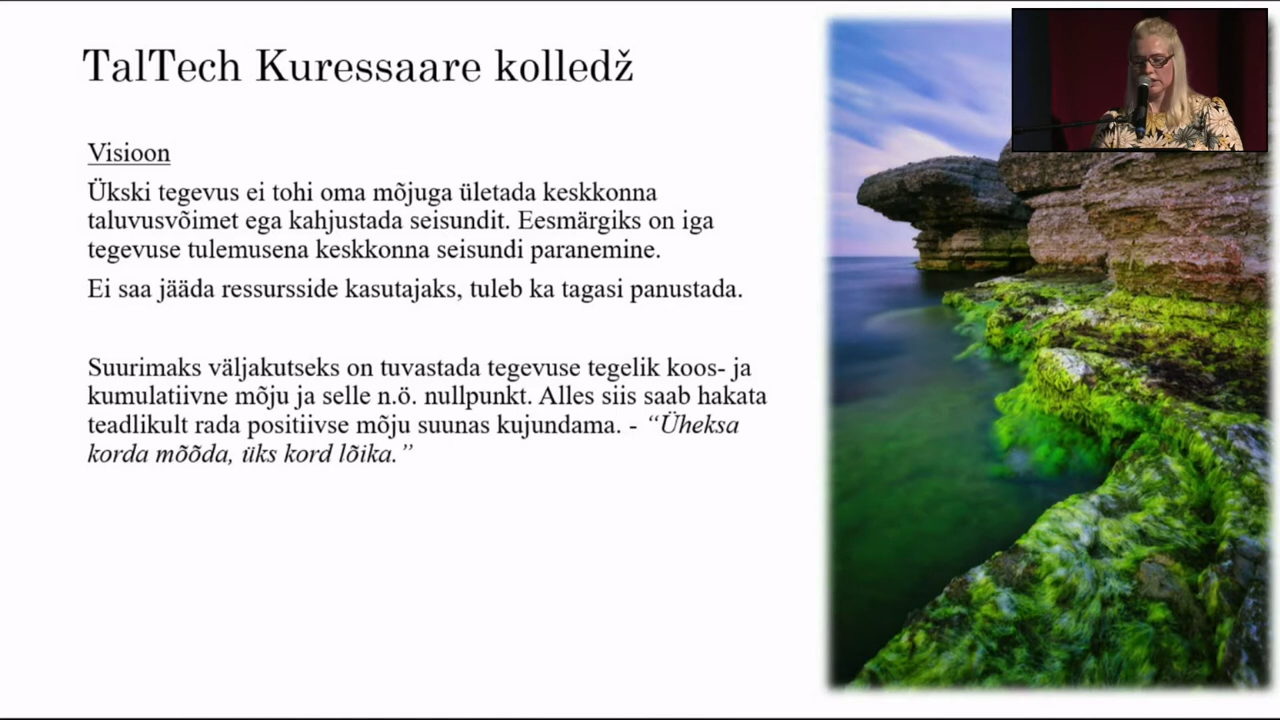 TalTech Kuressaare kolledž
Visioon
Ükski tegevus ei tohi oma mõjuga ületada keskkonna
taluvusvõimet ega kahjustada seisundit. Eesmärgiks on iga
tegevuse tulemusena keskkonna seisundi paranemine.
Ei saa jääda ressursside kasutajaks, tuleb ka tagasi panustada.
Suurimaks väljakutseks on tuvastada tegevuse tegelik koos- ja
kumulatiivne mõju ja selle n.ö. nullpunkt. Alles siis saab hakata
teadlikult rada positiivse mõju suunas kujundama. - “Üheksa
korda mõõda, üks kord lõika.”